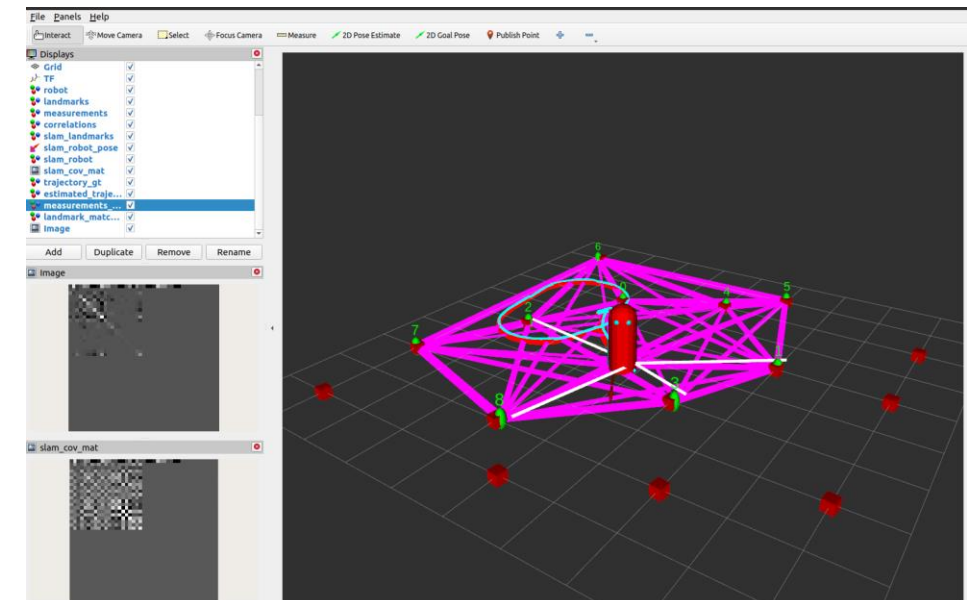 File Panels Help
Interact Move Camera Select Focus Camera Measure 2D Pose Estimate 2D Goal Pose Publish Point
Displays
Grid
TF
robot
landmarks
measurements
correlations
slam_landmarks
slam_robot_pose
slam_robot
slam_cov_mat
trajectory_gt
estimated_traje...
measurements_...
landmark_matc...
Image
Add Duplicate Remove Rename
Image
slam_cov_mat
6
0
4
5
2
7
3
8